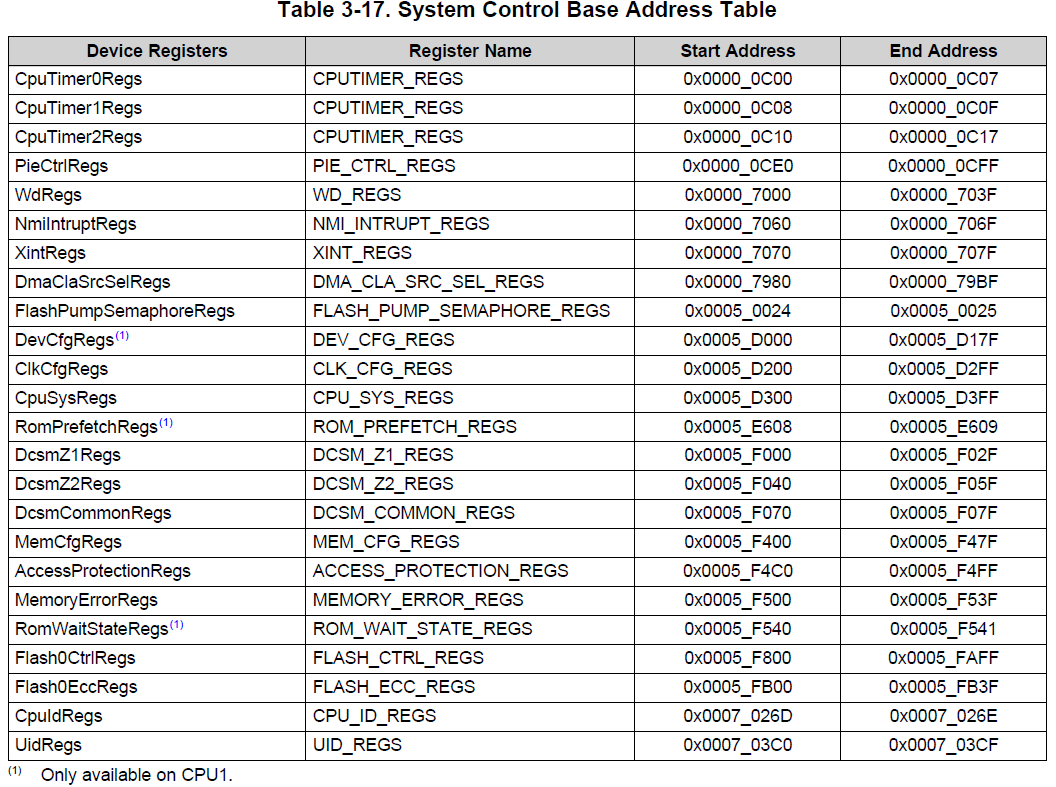 Table 3-17. System Control Base Address Table
Device Registers Register Name Start Address End Address
CpuTimer0Regs CPUTIMER_REGS 0x0000_0C00 0x0000_0C07
CpuTimer1Regs CPUTIMER_REGS 0x0000_0C08 0x0000_0C0F
CpuTimer2Regs CPUTIMER_REGS 0x0000_0C10 0x0000_0C17
PieCtrlRegs PIE_CTRL_REGS 0x0000_0CE0 0x0000_0CFF
WdRegs WD_REGS 0x0000_7000 0x0000_703F
NmiIntruptRegs NMI_INTRUPT_REGS 0x0000_7060 0x0000_706F
XintRegs XINT_REGS 0x0000_7070 0x0000_707F
DmaClaSrcSelRegs DMA_CLA_SRC_SEL_REGS 0x0000_7980 0x0000_79BF
FlashPumpSemaphoreRegs FLASH_PUMP_SEMAPHORE_REGS 0x0005_0024 0x0005_0025
DevCfgRegs(1) DEV_CFG_REGS 0x0005_D000 0x0005_D17F
ClkCfgRegs CLK_CFG_REGS 0x0005_D200 0x0005_D2FF
CpuSysRegs CPU_SYS_REGS 0x0005_D300 0x0005_D3FF
RomPrefetchRegs(1) ROM_PREFETCH_REGS 0x0005_E608 0x0005_E609
DcsmZ1Regs DCSM_Z1_REGS 0x0005_F000 0x0005_F02F
DcsmZ2Regs DCSM_Z2_REGS 0x0005_F040 0x0005_F05F
DcsmCommonRegs DCSM_COMMON_REGS 0x0005_F070 0x0005_F07F
MemCfgRegs MEM_CFG_REGS 0x0005_F400 0x0005_F47F
AccessProtectionRegs ACCESS_PROTECTION_REGS 0x0005_F4C0 0x0005_F4FF
MemoryErrorRegs MEMORY_ERROR_REGS 0x0005_F500 0x0005_F53F
RomWaitStateRegs(1) ROM_WAIT_STATE_REGS 0x0005_F540 0x0005_F541
Flash0CtrlRegs FLASH_CTRL_REGS 0x0005_F800 0x0005_FAFF
Flash0EccRegs FLASH_ECC_REGS 0x0005_FB00 0x0005_FB3F
CpuIdRegs CPU_ID_REGS 0x0007_026D 0x0007_026E
UidRegs UID_REGS 0x0007_03C0 0x0007_03CF
(1) Only available on CPU1.